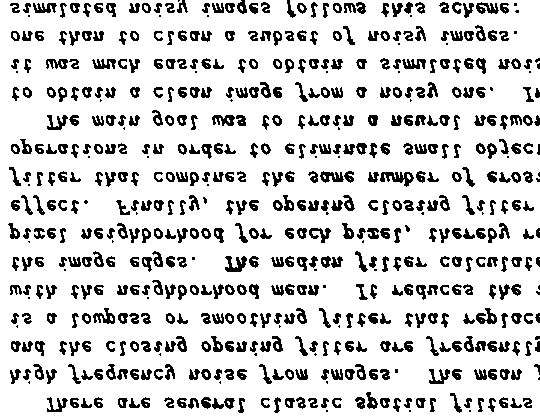 There are several classic spatial filters
high frequency noise from images. The mean
and the closing opening filter are frequently
is a lowpass or smoothing filter that replace
with the neighborhood mean. It reduces the
the image edges. The median filter calculate
pixel neighborhood for each pixel, thereby re
effect. Finally, the opening closing filter
filter that combines the same number of erosi
operations in order to eliminate small object
The main goal was to train a neural networ
to obtain a clean image from a noisy one. In
it was much easier to obtain a simulated nois
one than to clean a subset of noisy images.
simulated noisy images follows this scheme: